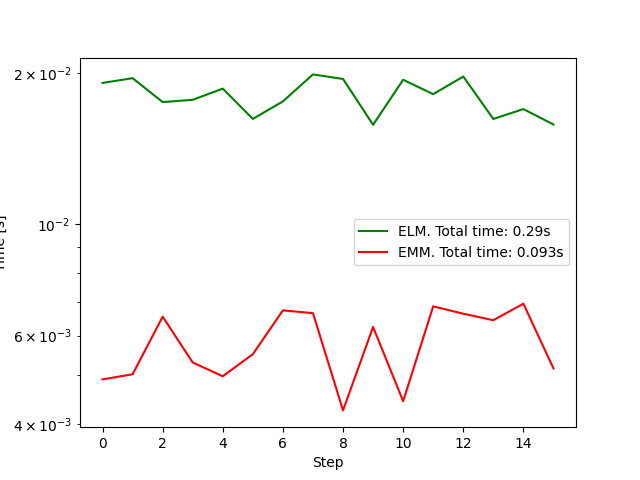 2 × 10⁻²
10⁻²
6 × 10⁻³
4 × 10⁻³
ELM. Total time: 0.29s
EMM. Total time: 0.093s
0 2 4 6 8 10 12 14
Step